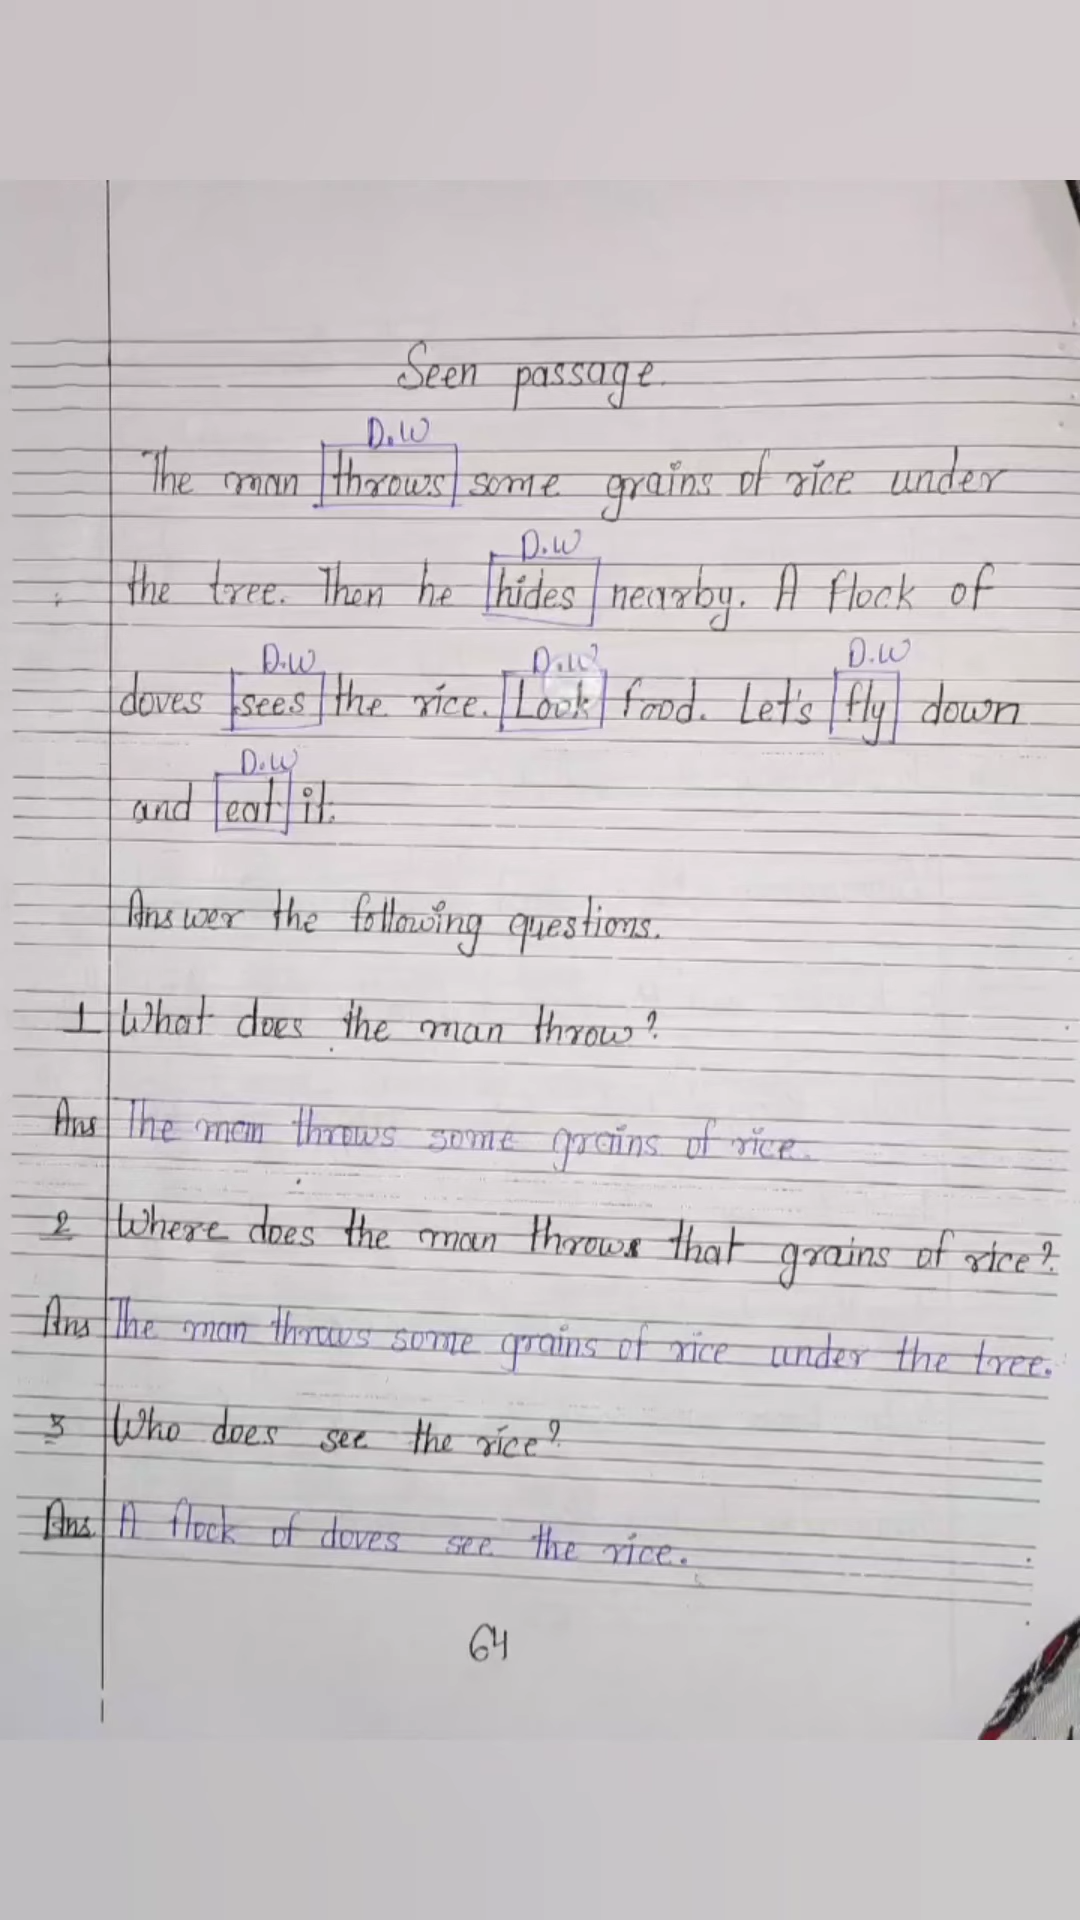 Seen passage.
D.W
The man throws some grains of rice under
D.W
the tree. Then he hides nearby. A flock of
D.W D.W D.W
doves sees the rice. Look food. Let's fly down
D.W
and eat it.
Answer the following questions.
1 What does the man throw?
Ans The man throws some grains of rice.
2 Where does the man throws that grains of rice?
Ans The man throws some grains of rice under the tree.
3 Who does see the rice?
Ans. A flock of doves see the rice.
64